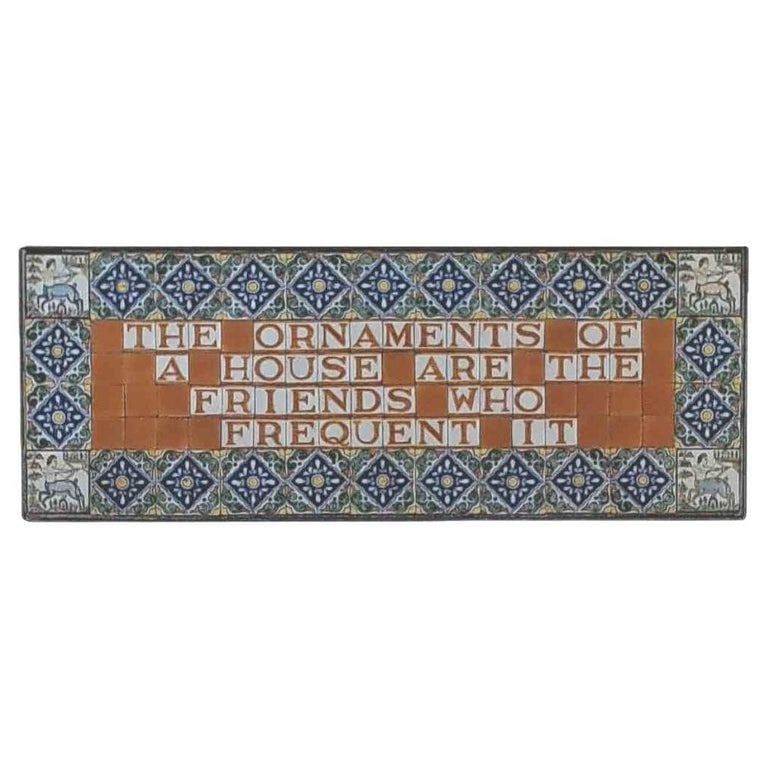 THE ORNAMENTS OF
A HOUSE ARE THE
FRIENDS WHO
FREQUENT IT